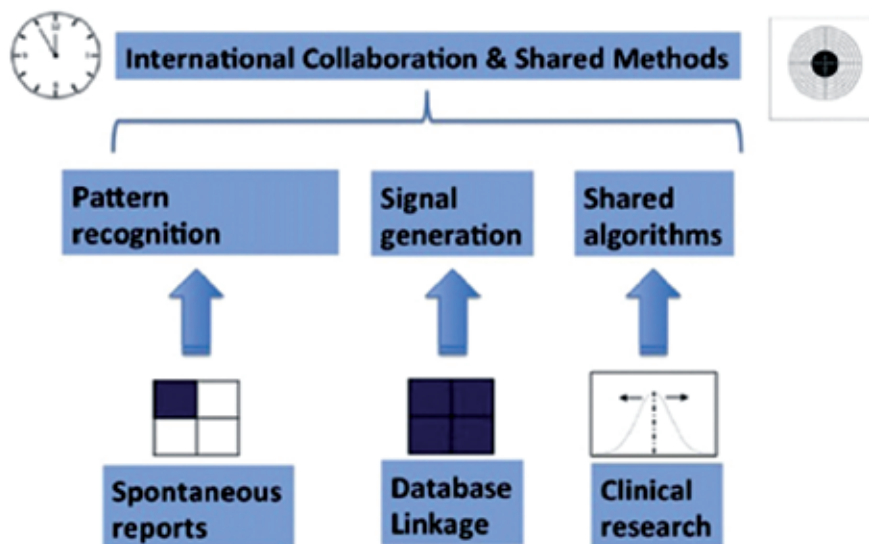 International Collaboration & Shared Methods
Pattern
recognition
Signal
generation
Shared
algorithms
Spontaneous
reports
Database
Linkage
Clinical
research